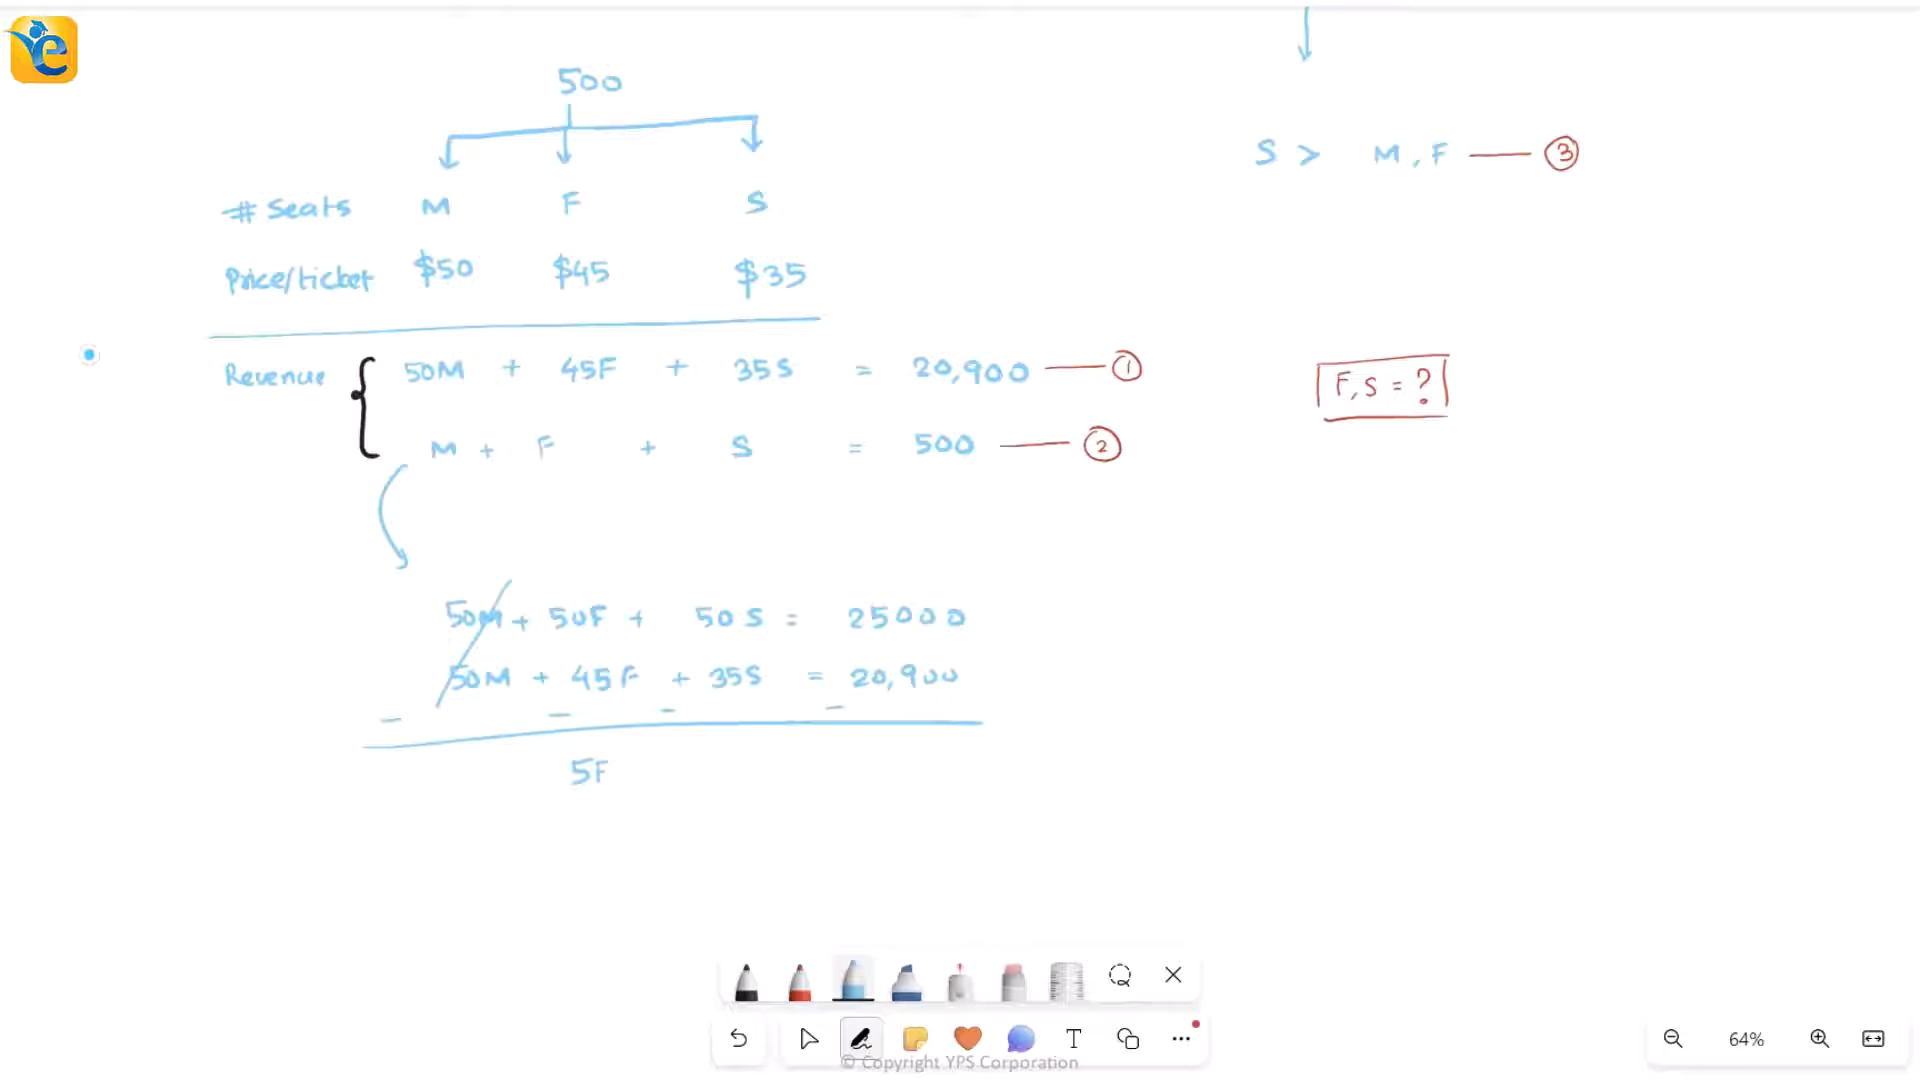 e
500
# Seats M F S
Price/ticket $50 $45 $35
S > M, F — ③
Revenue { 50M + 45F + 35S = 20,900 — ①
F, S = ?
M + F + S = 500 — ②
50M + 50F + 50S = 25000
50M + 45F + 35S = 20,900
− − − −
5F
T
64%
© Copyright YPS Corporation